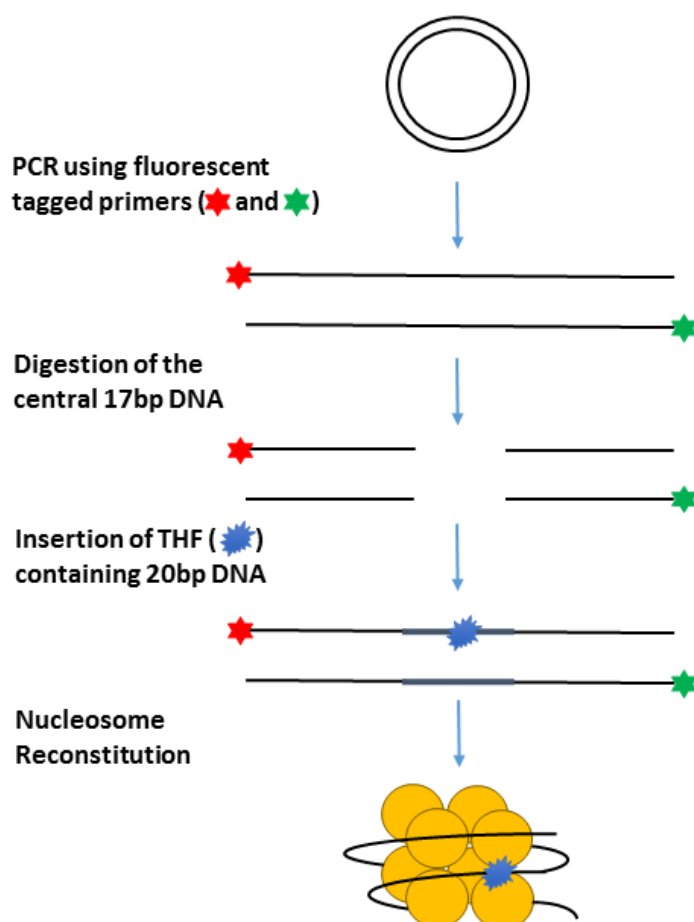 PCR using fluorescent
tagged primers ( and )
Digestion of the
central 17bp DNA
Insertion of THF ( )
containing 20bp DNA
Nucleosome
Reconstitution